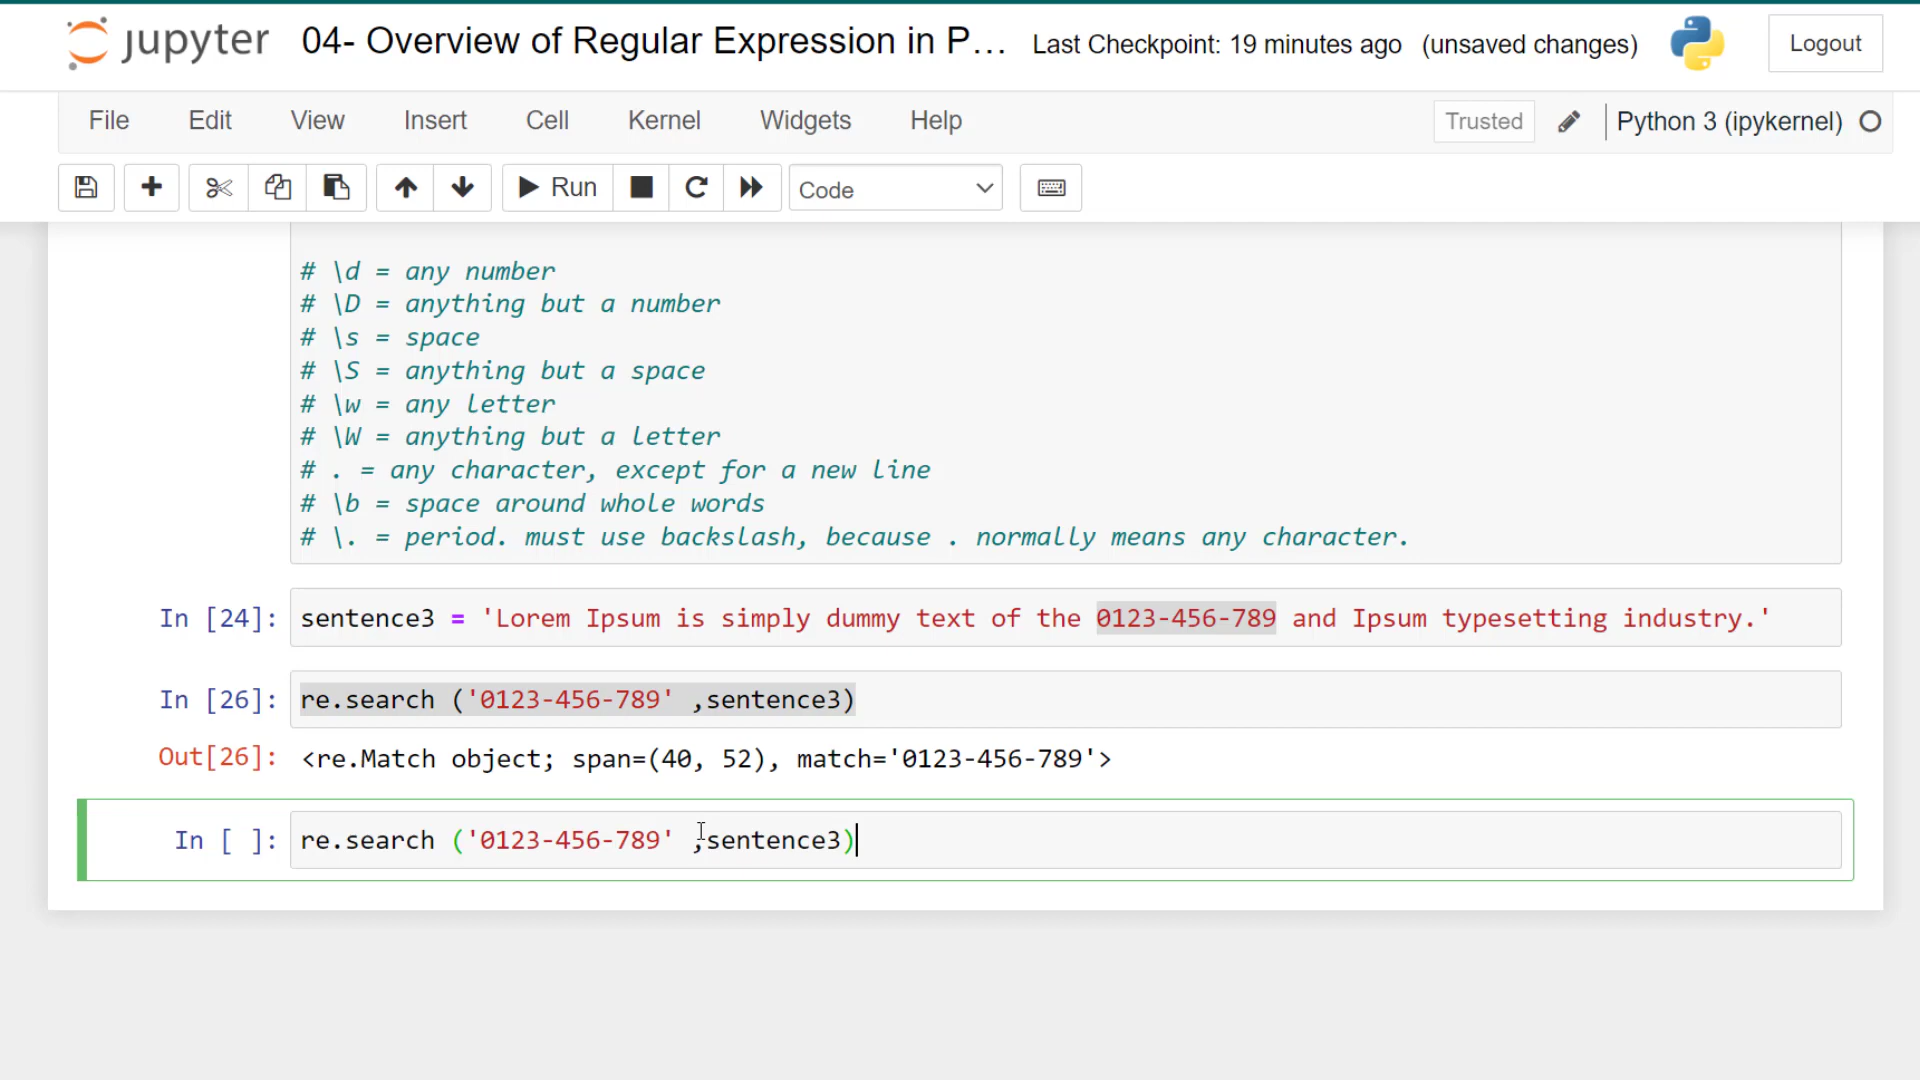 jupyter 04- Overview of Regular Expression in P... Last Checkpoint: 19 minutes ago (unsaved changes) Logout
File Edit View Insert Cell Kernel Widgets Help Trusted Python 3 (ipykernel)
Run Code
# \d = any number
# \D = anything but a number
# \s = space
# \S = anything but a space
# \w = any letter
# \W = anything but a letter
# . = any character, except for a new line
# \b = space around whole words
# \. = period. must use backslash, because . normally means any character.
In [24]: sentence3 = 'Lorem Ipsum is simply dummy text of the 0123-456-789 and Ipsum typesetting industry.'
In [26]: re.search ('0123-456-789' ,sentence3)
Out[26]: <re.Match object; span=(40, 52), match='0123-456-789'>
In [ ]: re.search ('0123-456-789' ,sentence3)